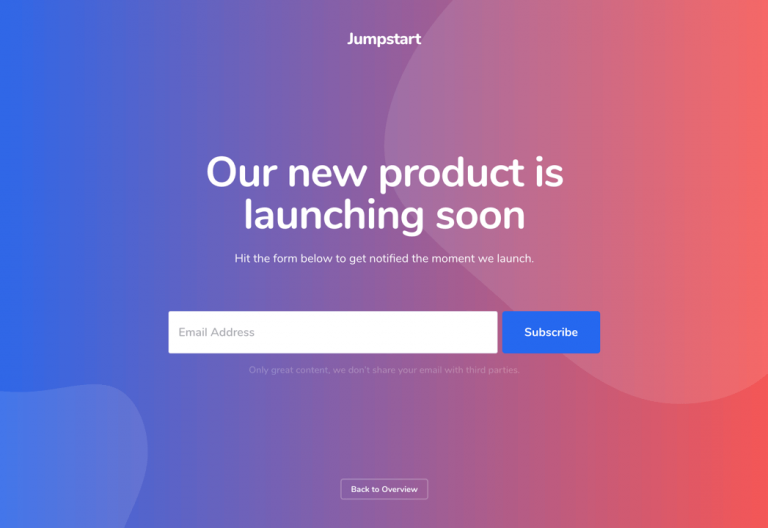 Jumpstart
Our new product is
launching soon
Hit the form below to get notified the moment we launch.
Email Address
Subscribe
Only great content, we don't share your email with third parties.
Back to Overview